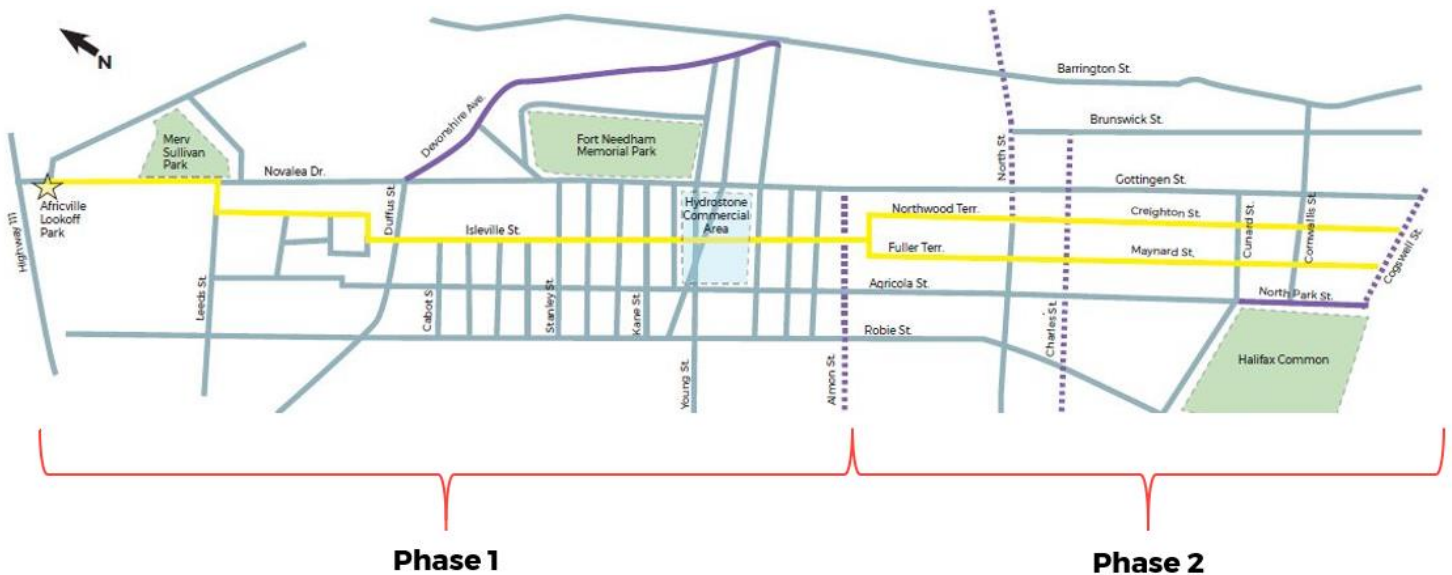 N
Barrington St.
Brunswick St.
Merv
Sullivan
Park
Devonshire Ave.
Fort Needham
Memorial Park
North St.
Novalea Dr.
Gottingen St.
Africville
Lookoff
Park
Highway 111
Duffus St.
Isleville St.
Hydrostone
Commercial
Area
Northwood Terr.
Creighton St.
Cunard St.
Cornwallis St.
Cogswell St.
Fuller Terr.
Maynard St.
Leeds St.
Cabot S
Stanley St.
Kane St.
Agricola St.
North Park St.
Robie St.
Charles St.
Young St.
Almon St.
Halifax Common
Phase 1
Phase 2